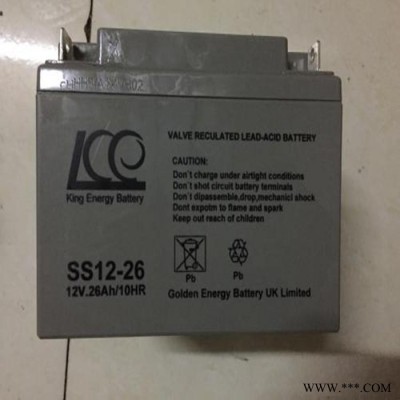 VALVE RECULATED LEAD-ACID BATTERY
King Energy Battery
CAUTION:
Don´t charge under airtight conditions
Don´t shot circuit battery terminals
Don´t dipassemble,drop,mechanici shock
Dont expotm to flame and spark
Keep out reach of children
Pb
Pb
SS12-26
12V.26Ah/10HR
Golden Energy Battery UK Limited
WWW.***.COM